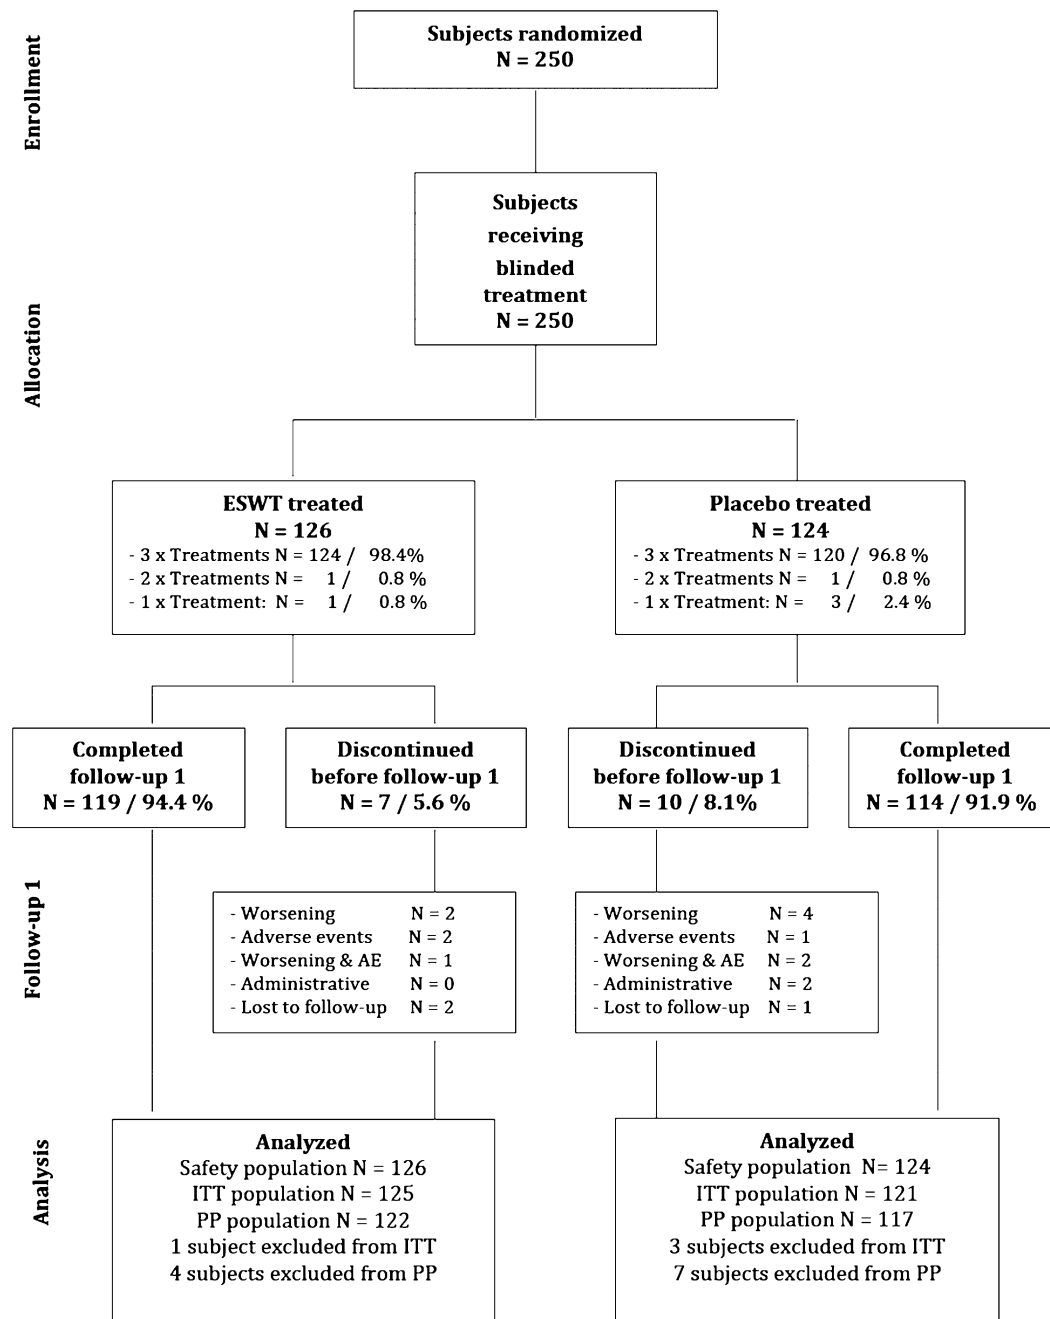 Enrollment
Subjects randomized
N = 250
Allocation
Subjects
receiving
blinded
treatment
N = 250
ESWT treated
N = 126
- 3 x Treatments N = 124 / 98.4%
- 2 x Treatments N = 1 / 0.8 %
- 1 x Treatment: N = 1 / 0.8 %
Placebo treated
N = 124
- 3 x Treatments N = 120 / 96.8 %
- 2 x Treatments N = 1 / 0.8 %
- 1 x Treatment: N = 3 / 2.4 %
Completed
follow-up 1
N = 119 / 94.4 %
Discontinued
before follow-up 1
N = 7 / 5.6 %
Discontinued
before follow-up 1
N = 10 / 8.1%
Completed
follow-up 1
N = 114 / 91.9 %
Follow-up 1
- Worsening N = 2
- Adverse events N = 2
- Worsening & AE N = 1
- Administrative N = 0
- Lost to follow-up N = 2
- Worsening N = 4
- Adverse events N = 1
- Worsening & AE N = 2
- Administrative N = 2
- Lost to follow-up N = 1
Analysis
Analyzed
Safety population N = 126
ITT population N = 125
PP population N = 122
1 subject excluded from ITT
4 subjects excluded from PP
Analyzed
Safety population N= 124
ITT population N = 121
PP population N = 117
3 subjects excluded from ITT
7 subjects excluded from PP